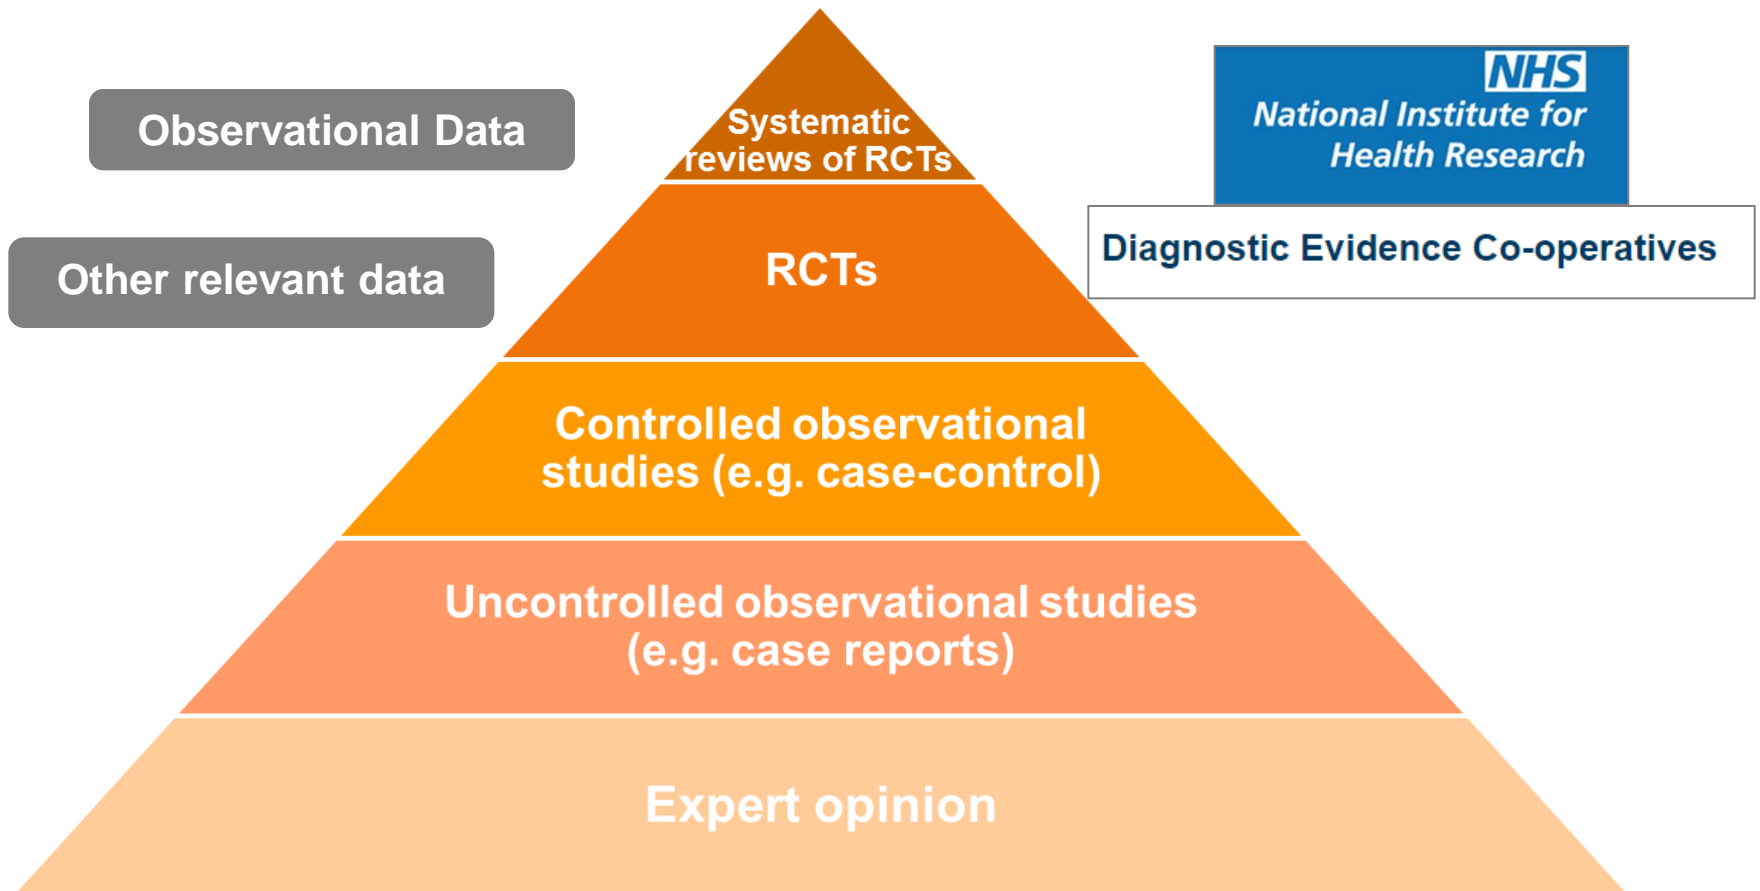 Observational Data
Other relevant data
Systematic
reviews of RCTs
RCTs
Controlled observational
studies (e.g. case-control)
Uncontrolled observational studies
(e.g. case reports)
Expert opinion
NHS
National Institute for
Health Research
Diagnostic Evidence Co-operatives